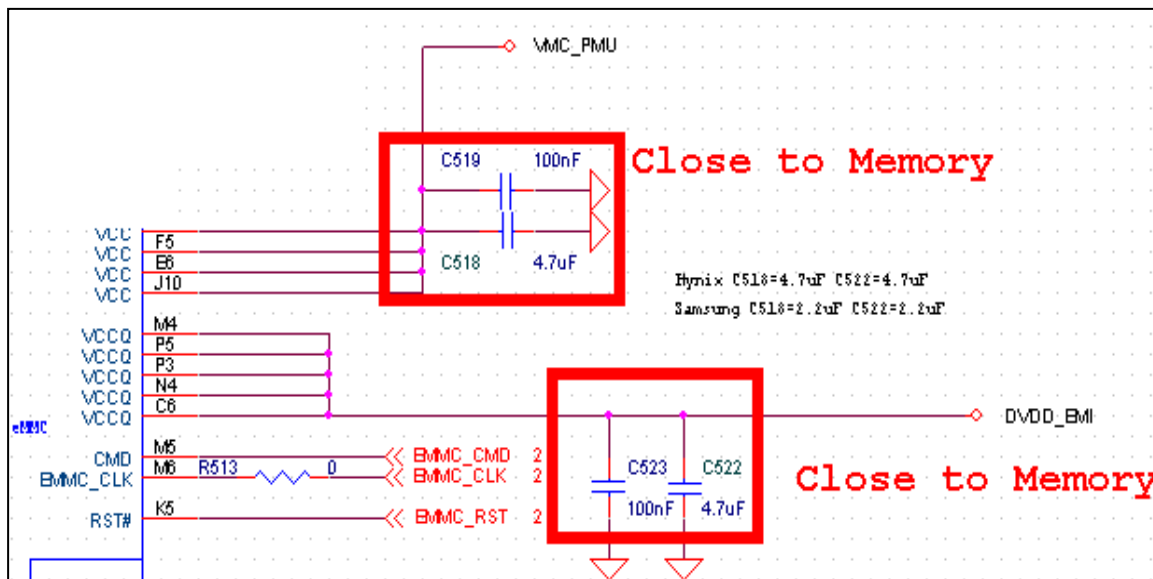 VMC_PMU
C519 100nF
Close to Memory
VCC
F5
VCC
E6
VCC
C518 4.7uF
J10
VCC
Hynix C518=4.7uF C522=4.7uF
Samsung C518=2.2uF C522=2.2uF
M4
VCCQ
P5
VCCQ
P3
VCCQ
N4
VCCQ
C6
VCCQ
DVDD_EMI
eMMC
M5
CMD
EMMC_CMD 2
M6
R513 0
EMMC_CLK
EMMC_CLK 2
C523 C522
Close to Memory
100nF 4.7uF
K5
RST#
EMMC_RST 2